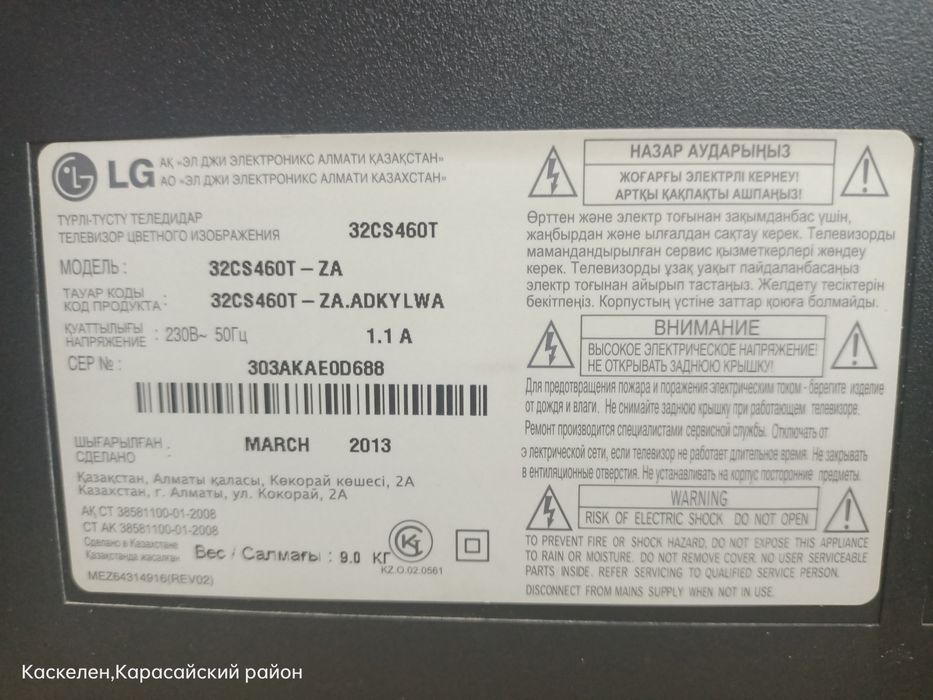 LG
АҚ «ЭЛ ДЖИ ЭЛЕКТРОНИКС АЛМАТИ ҚАЗАҚСТАН»
АО «ЭЛ ДЖИ ЭЛЕКТРОНИКС АЛМАТИ КАЗАХСТАН»
ТҮРЛІ-ТҮСТҮ ТЕЛЕДИДАР
ТЕЛЕВИЗОР ЦВЕТНОГО ИЗОБРАЖЕНИЯ 32CS460T
МОДЕЛЬ : 32CS460T – ZA
ТАУАР КОДЫ
КОД ПРОДУКТА : 32CS460T – ZA.ADKYLWA
ҚУАТТЫЛЫҒЫ
НАПРЯЖЕНИЕ : 230В~ 50Гц 1.1 A
СЕР № : 303AKAE0D688
ШЫҒАРЫЛҒАН :
СДЕЛАНО : MARCH 2013
Қазақстан, Алматы қаласы, Көкорай көшесі, 2А
Казахстан, г. Алматы, ул. Кокорай, 2А
АҚ СТ 38581100-01-2008
СТ АК 38581100-01-2008
Сделано в Казахстане
Қазақстанда жасалған
Вес / Салмағы : 9.0 КГ
KZ.O.02.0561
MEZ64314916(REV02)
НАЗАР АУДАРЫҢЫЗ
ЖОҒАРҒЫ ЭЛЕКТРЛІ КЕРНЕУ!
АРТҚЫ ҚАҚПАҚТЫ АШПАҢЫЗ!
Өрттен және электр тоғынан зақымданбас үшін,
жаңбырдан және ылғалдан сақтау керек. Телевизорды
мамандандырылған сервис қызметкерлері жөндеу
керек. Телевизорды ұзақ уақыт пайдаланбасаңыз
электр тоғынан айырып тастаңыз. Желдету тесіктерін
бекітпеңіз. Корпустың үстіне заттар қоюға болмайды.
ВНИМАНИЕ
ВЫСОКОЕ ЭЛЕКТРИЧЕСКОЕ НАПРЯЖЕНИЕ!
НЕ ОТКРЫВАТЬ ЗАДНЮЮ КРЫШКУ!
Для предотвращения пожара и поражения электрическим током - берегите изделие
от дождя и влаги. Не снимайте заднюю крышку при работающем телевизоре.
Ремонт производится специалистами сервисной службы. Отключать от
э лектрической сети, если телевизор не работает длительное время. Не закрывать
в ентиляционные отверстия. Не устанавливать на корпус посторонние предметы.
WARNING
RISK OF ELECTRIC SHOCK DO NOT OPEN
TO PREVENT FIRE OR SHOCK HAZARD, DO NOT EXPOSE THIS APPLIANCE
TO RAIN OR MOISTURE. DO NOT REMOVE COVER. NO USER SERVICEABLE
PARTS INSIDE. REFER SERVICING TO QUALIFIED SERVICE PERSON.
DISCONNECT FROM MAINS SUPPLY WHEN NOT IN USE.
Каскелен,Карасайский район